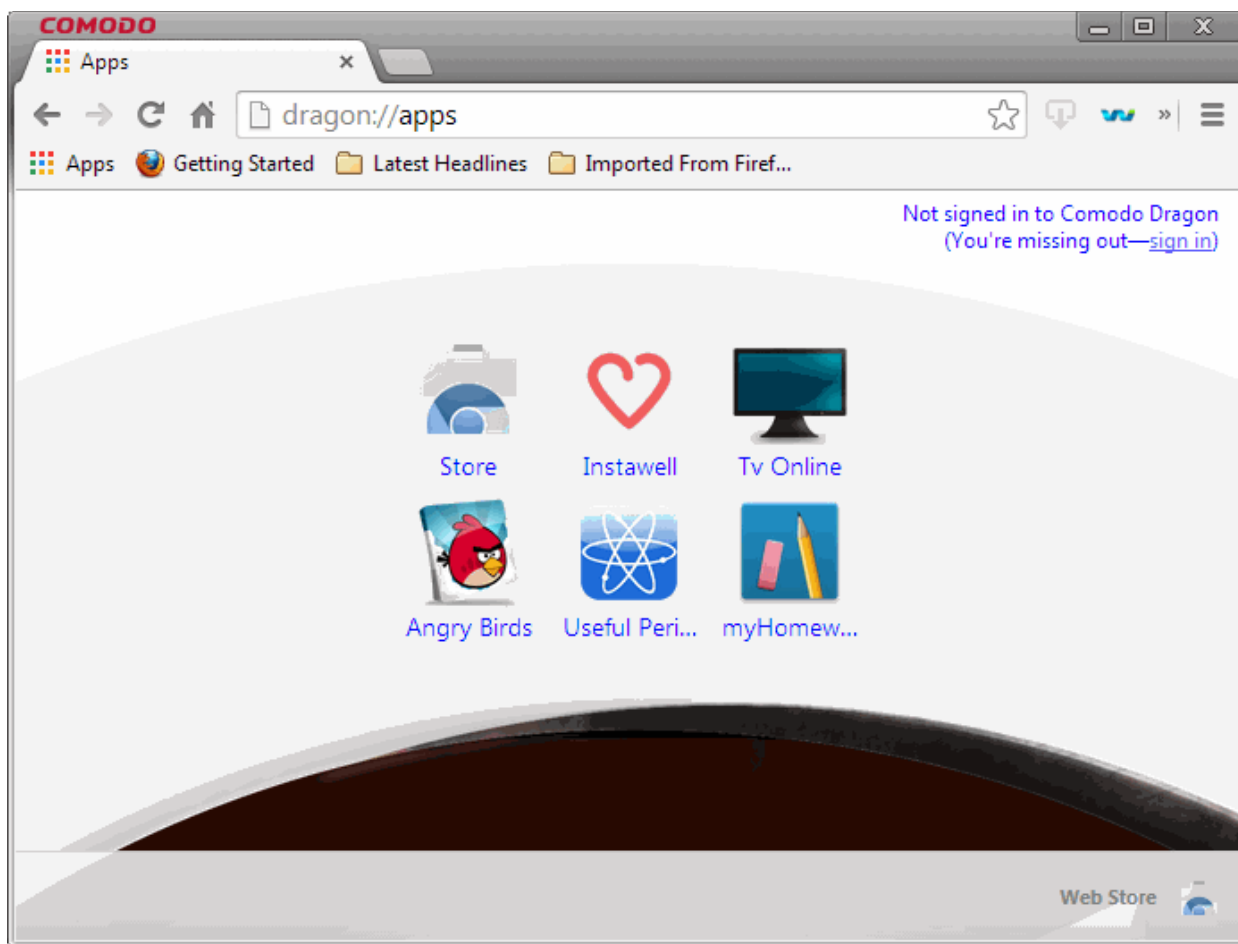 COMODO
Apps
dragon://apps
»
Apps Getting Started Latest Headlines Imported From Firef...
Not signed in to Comodo Dragon
(You're missing out—sign in)
Store Instawell Tv Online
Angry Birds Useful Peri... myHomew...
Web Store